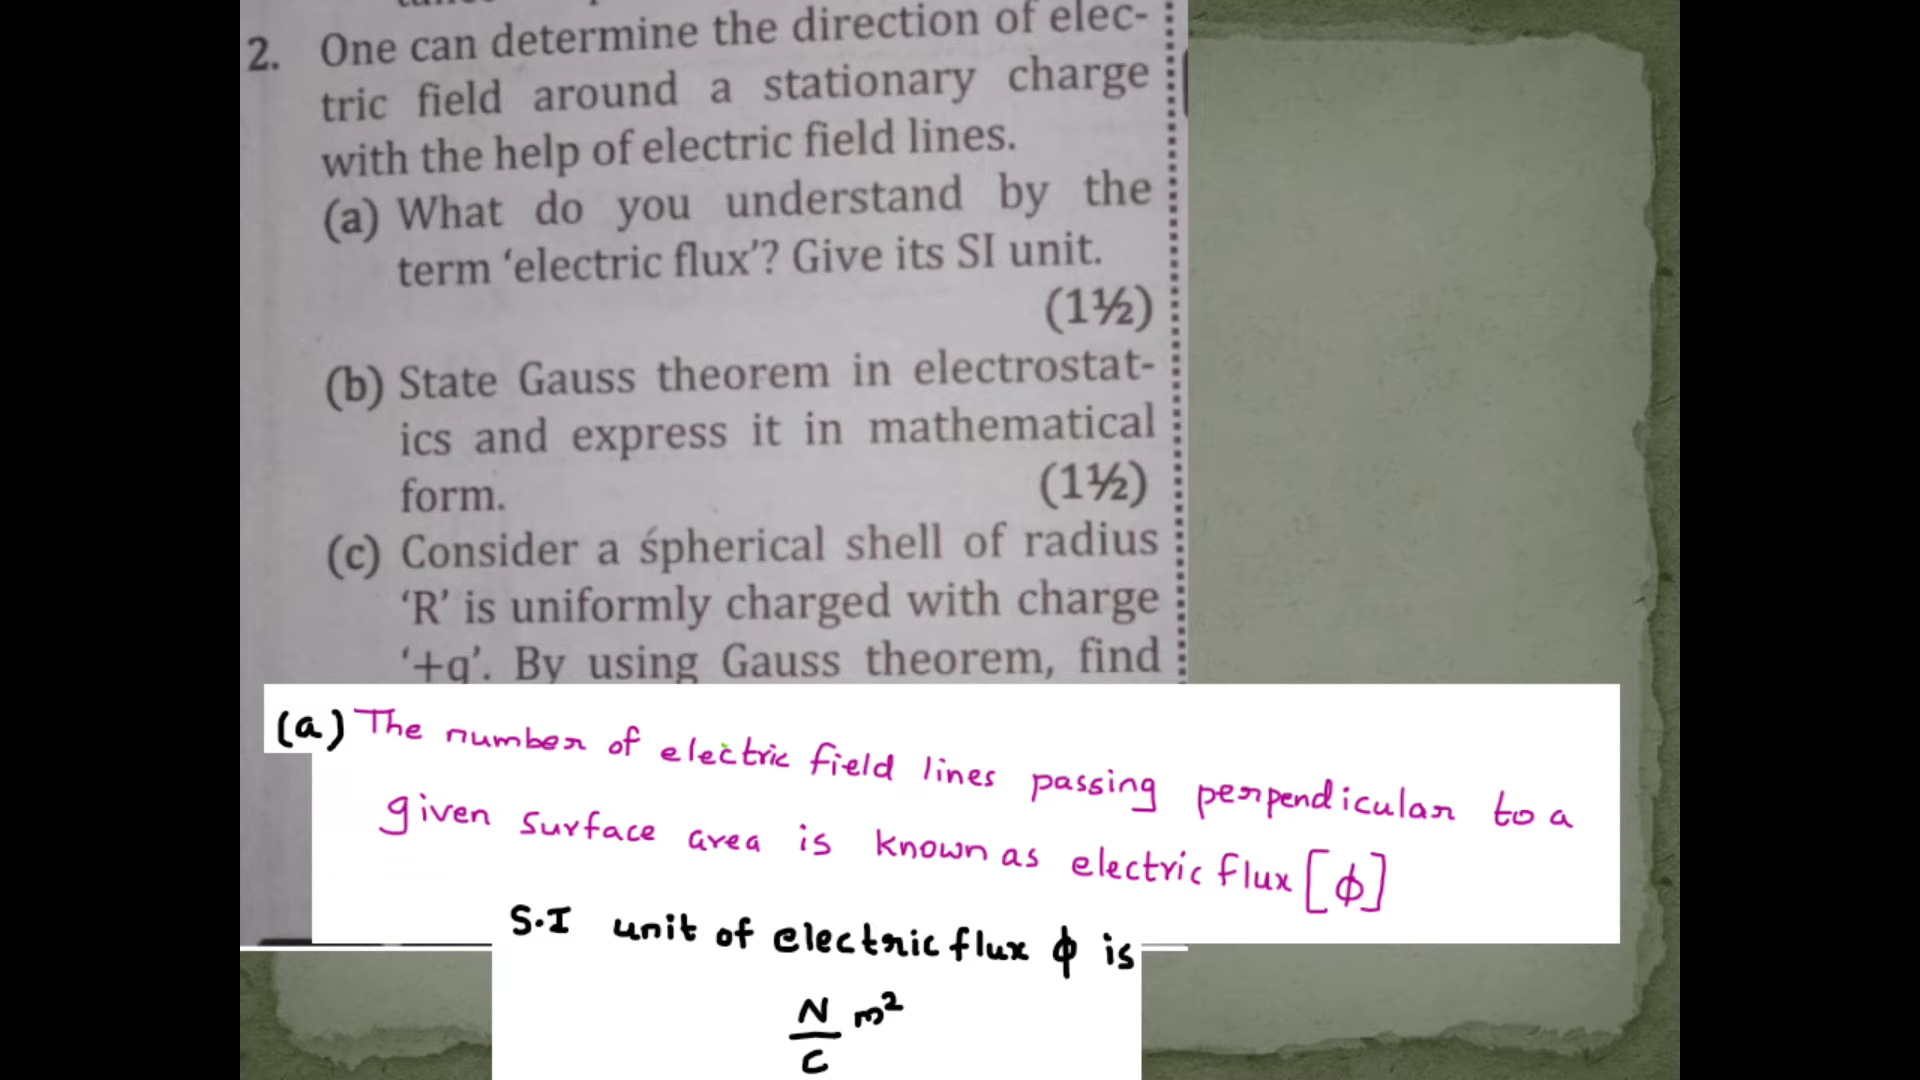 2. One can determine the direction of elec-
tric field around a stationary charge
with the help of electric field lines.
(a) What do you understand by the
term ‘electric flux’? Give its SI unit.
(1½)
(b) State Gauss theorem in electrostat-
ics and express it in mathematical
form. (1½)
(c) Consider a spherical shell of radius
‘R’ is uniformly charged with charge
‘+q’. By using Gauss theorem, find
(a) The number of electric field lines passing perpendicular to a
given surface area is known as electric flux [ϕ]
S.I unit of electric flux ϕ is
N/C m²